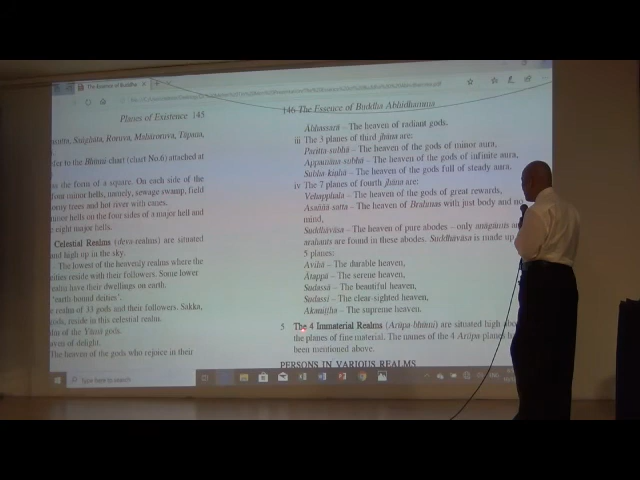 The Essence of Buddha
Planes of Existence 145
Saṅghāta, Roruva, Mahāroruva, Tāpana,
refer to the Bhūmi-chart (chart No.6) attached at
the form of a square. On each side of the
minor hells, namely, sewage swamp, field
trees and hot river with canes.
minor hells on the four sides of a major hell and
eight major hells.
Celestial Realms (deva-realm) are situated
and high up in the sky.
The lowest of the heavenly realm where the
deities reside with their followers. Some lower
realm have their dwellings on earth.
"earth bound deities".
realm of 33 gods and their followers. Sakka,
gods, reside in this celestial realm.
of the Yāmā gods.
heaven of delight.
The heaven of the gods who rejoice in their
146 The Essence of Buddha Abhidhamma
Ābhassarā – The heaven of radiant gods.
iii The 3 planes of third jhāna are:
Paritta-subhā – The heaven of the gods of minor aura,
Appamāna-subhā – The heaven of the gods of infinite aura,
Subha-kiṇhā – The heaven of the gods full of steady aura,
iv The 7 planes of fourth jhāna are:
Vehapphala – The heaven of the gods of great rewards,
Asañña-satta – The heaven of Brahmas with just body and no
mind,
Suddhāvāsa – The heaven of pure abodes – only anāgāmis and
arahants are found in these abodes. Suddhāvāsa is made up
5 planes:
Avihā – The durable heaven,
Ātappā – The serene heaven,
Sudassā – The beautiful heaven,
Sudassī – The clear-sighted heaven,
Akaniṭṭha – The supreme heaven.
5 The 4 Immaterial Realms (Arūpa-bhūmi) are situated high
the planes of fine material. The names of the 4 Arūpa-planes
been mentioned above.
PERSONS IN VARIOUS REALMS
Type here to search